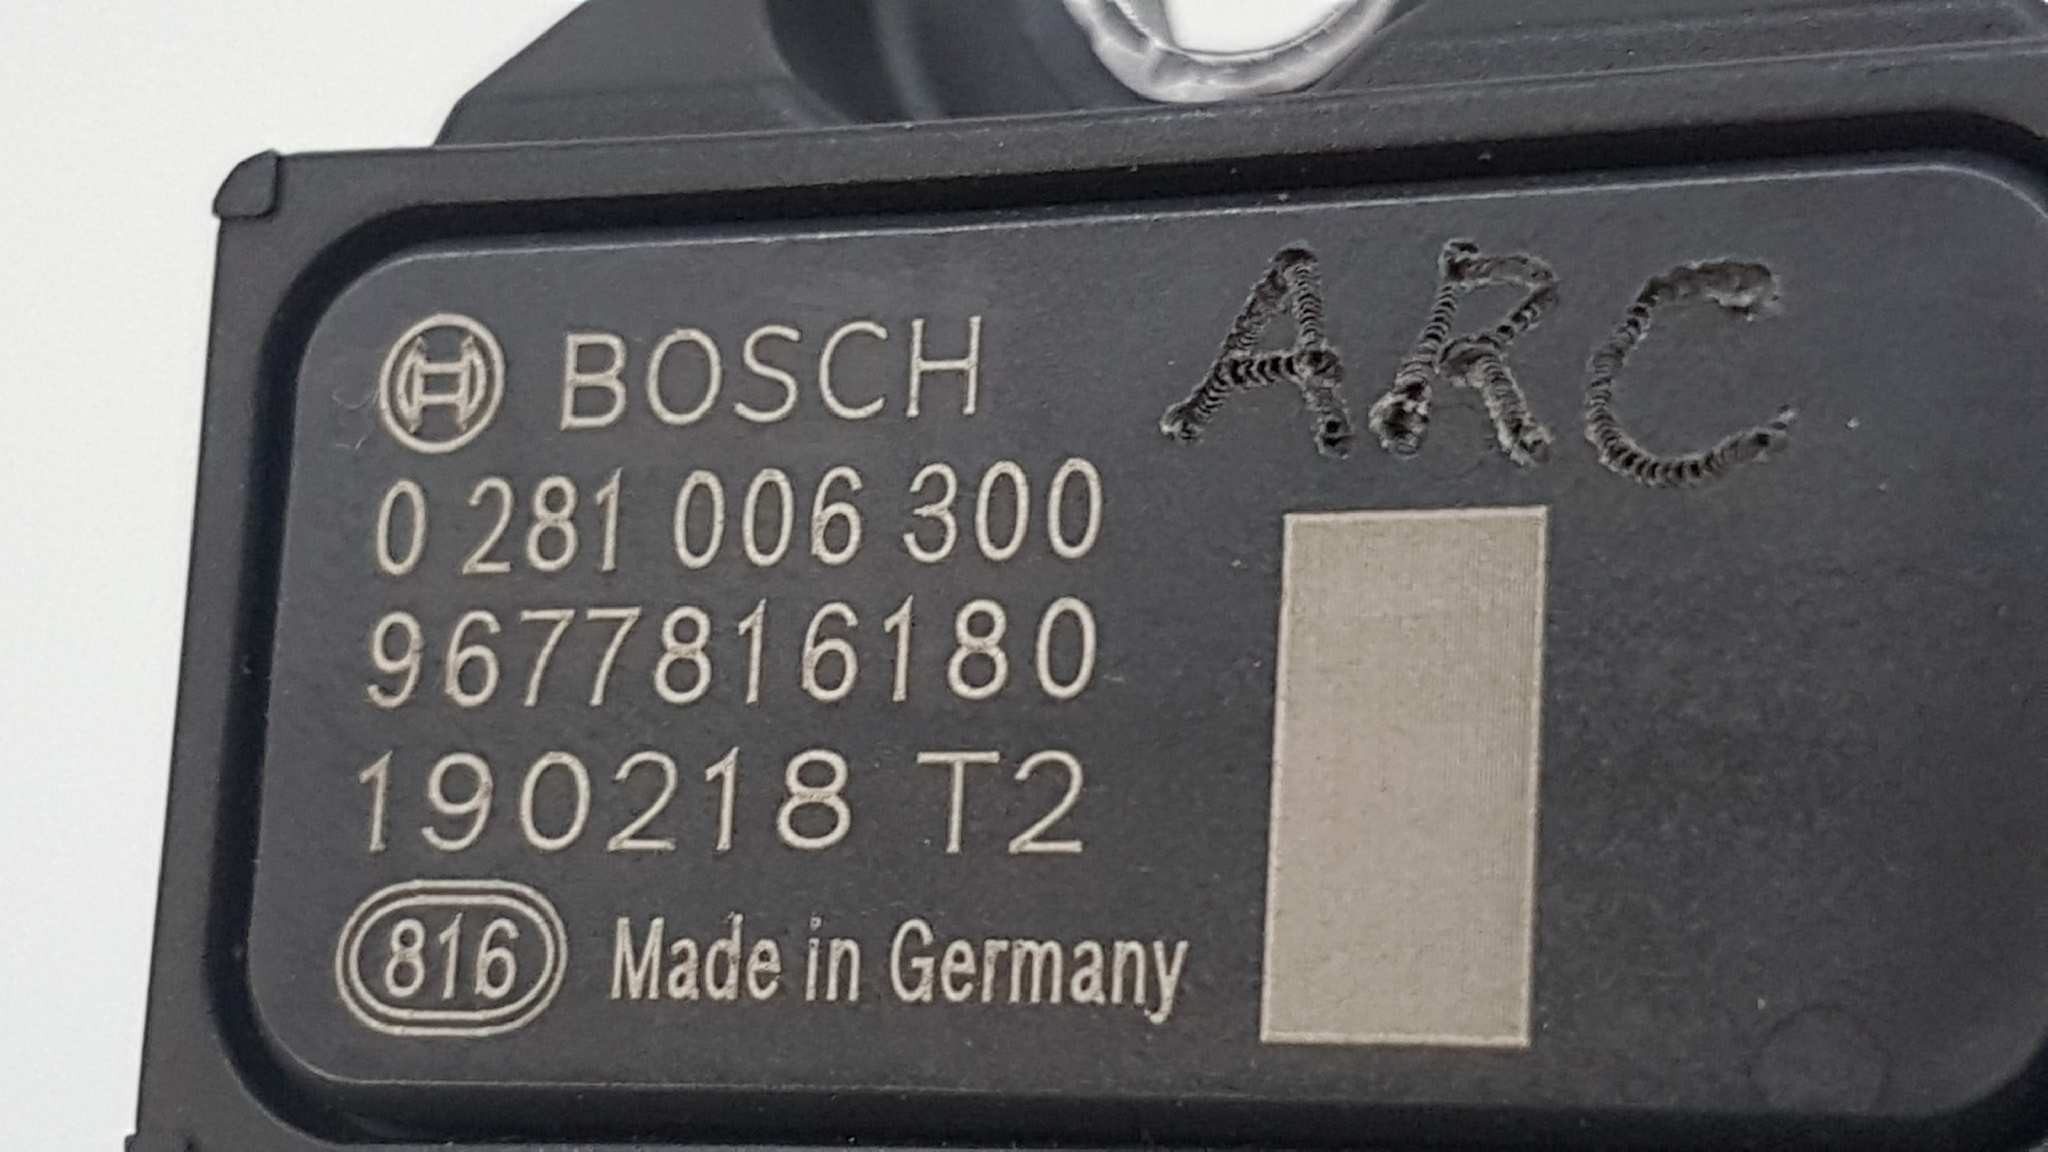 BOSCH
ARC
0 281 006 300
9677816180
190218 T2
816 Made in Germany